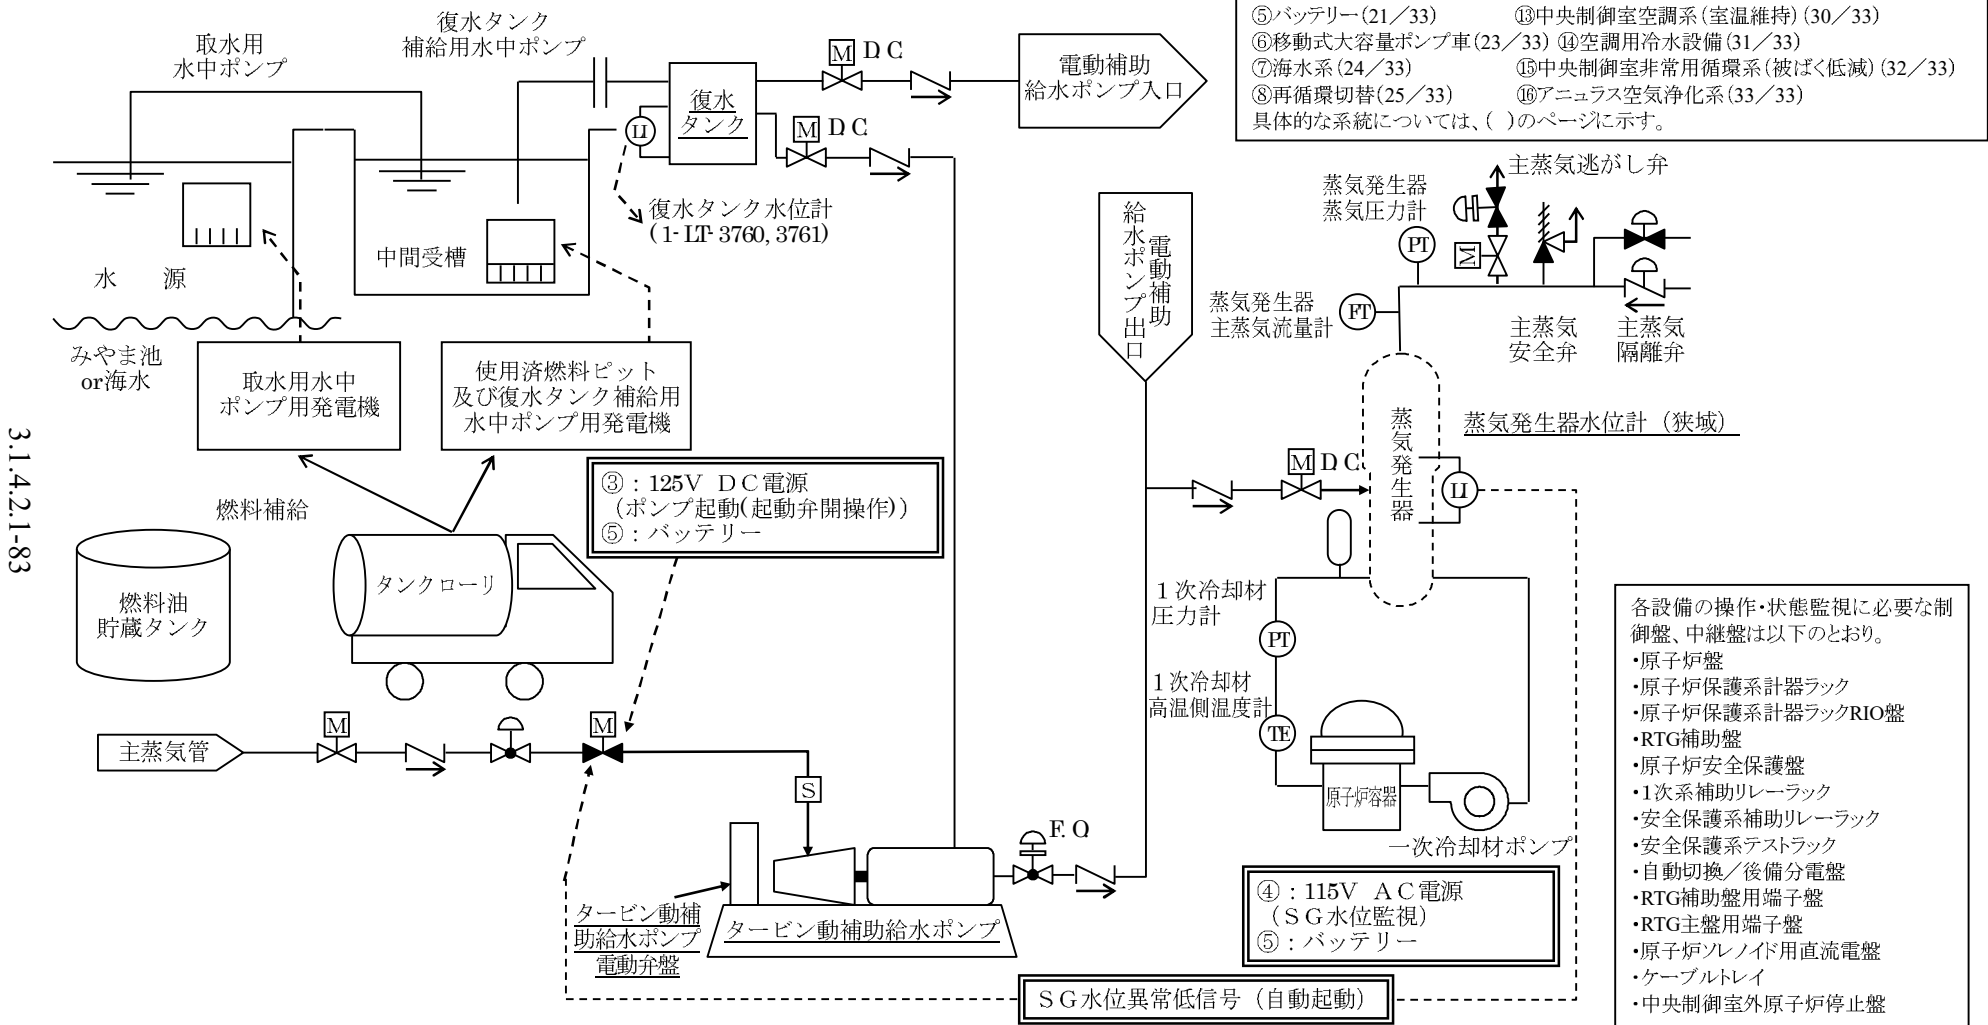 ⑤バッテリー(21/33)
⑬中央制御室空調系(室温維持)(30/33)
⑥移動式大容量ポンプ車(23/33)
⑭空調用冷水設備(31/33)
⑦海水系(24/33)
⑮中央制御室非常用循環系(被ばく低減)(32/33)
⑧再循環切替(25/33)
⑯アニュラス空気浄化系(33/33)
具体的な系統については、( )のページに示す。
取水用
水中ポンプ
復水タンク
補給用水中ポンプ
M
D.C.
復水
タンク
LI
M
D.C.
電動補助
給水ポンプ入口
復水タンク水位計
(1-LT-3760, 3761)
中間受槽
水 源
みやま池
or海水
取水用水中
ポンプ用発電機
使用済燃料ピット
及び復水タンク補給用
水中ポンプ用発電機
燃料補給
燃料油
貯蔵タンク
タンクローリ
③:125V DC電源
(ポンプ起動(起動弁開操作))
⑤:バッテリー
電動補助
給水ポンプ出口
主蒸気逃がし弁
蒸気発生器
蒸気圧力計
PT
M
蒸気発生器
主蒸気流量計
FT
主蒸気
安全弁
主蒸気
隔離弁
蒸気発生器
蒸気発生器水位計(狭域)
M
D.C.
LI
1次冷却材
圧力計
PT
1次冷却材
高温側温度計
TE
原子炉容器
一次冷却材ポンプ
主蒸気管
M
M
S
F.O.
タービン動補
助給水ポンプ
電動弁盤
タービン動補助給水ポンプ
④:115V AC電源
(SG水位監視)
⑤:バッテリー
SG水位異常低信号(自動起動)
各設備の操作・状態監視に必要な制
御盤、中継盤は以下のとおり。
・原子炉盤
・原子炉保護系計器ラック
・原子炉保護系計器ラックRIO盤
・RTG補助盤
・原子炉安全保護盤
・1次系補助リレーラック
・安全保護系補助リレーラック
・安全保護系テストラック
・自動切換/後備分電盤
・RTG補助盤用端子盤
・RTG主盤用端子盤
・原子炉ソレノイド用直流電盤
・ケーブルトレイ
・中央制御室外原子炉停止盤
3.1.4.2.1-83